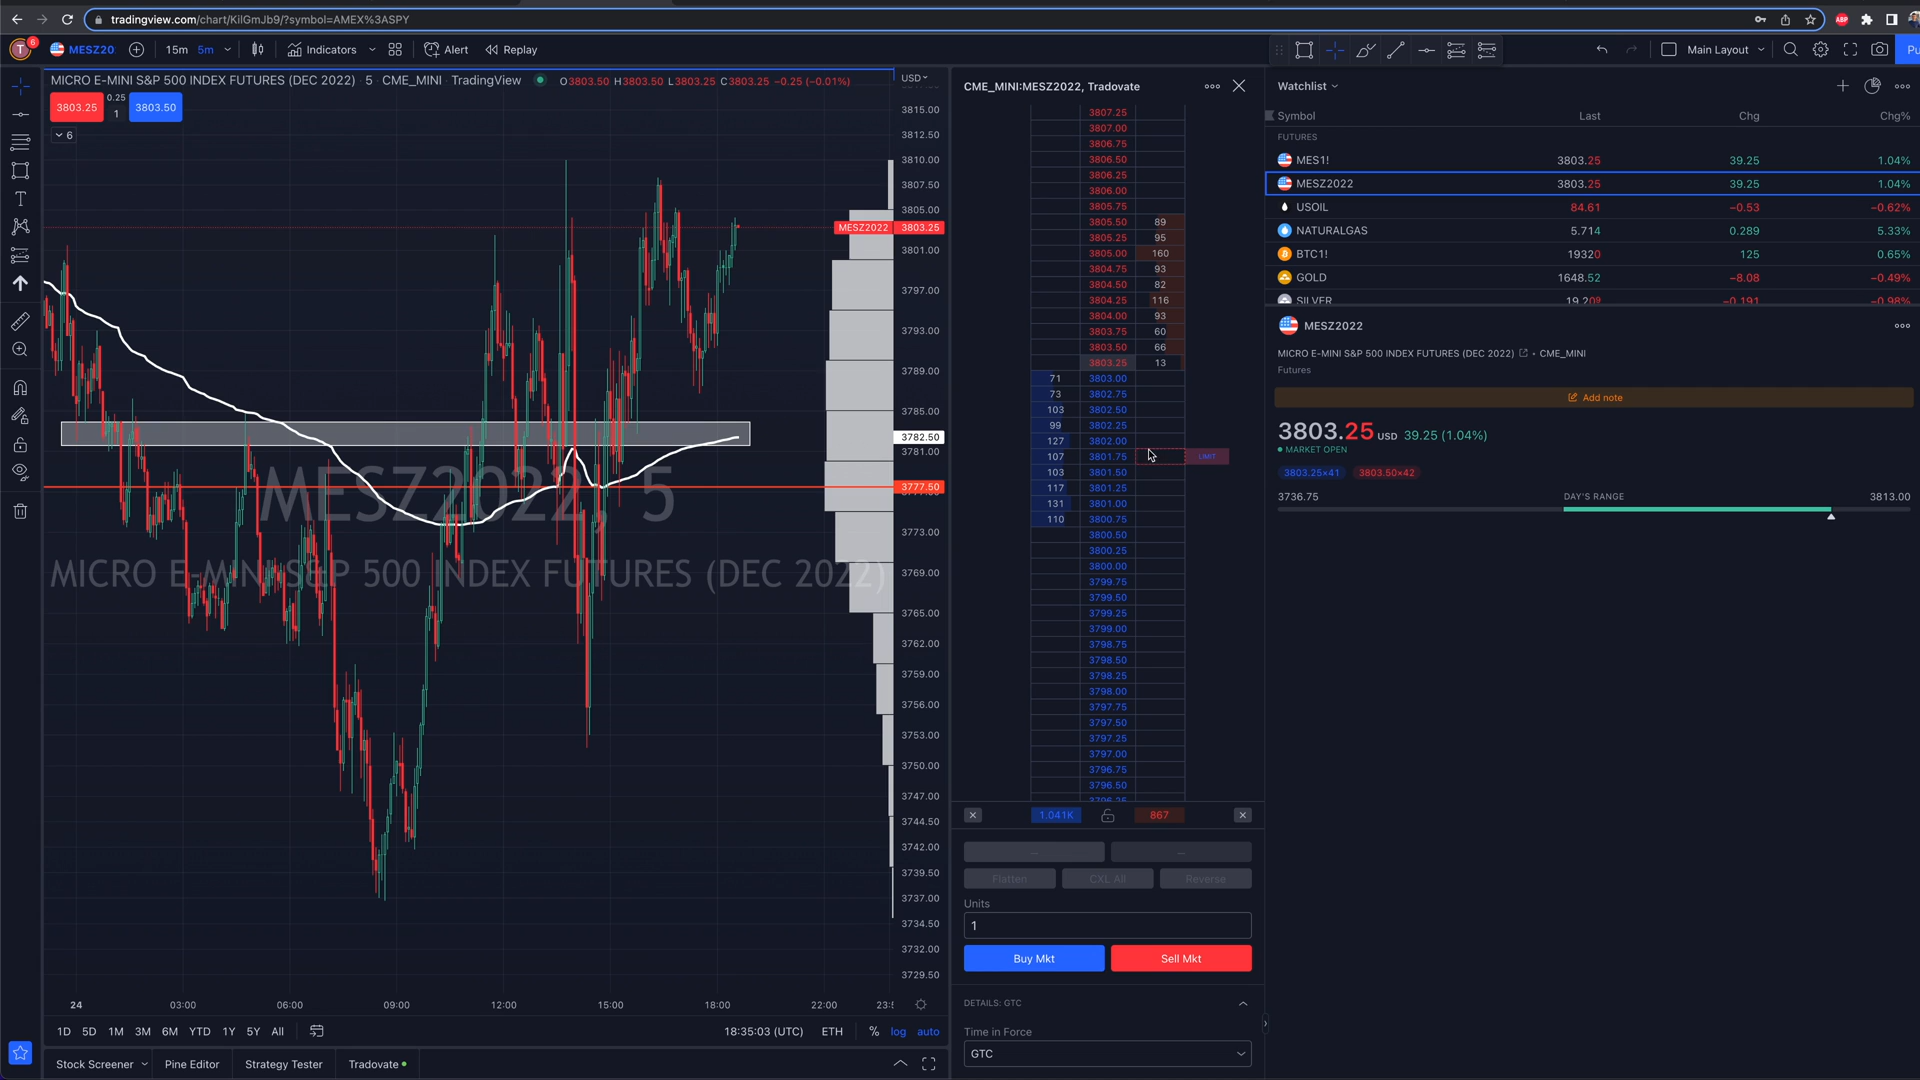 tradingview.com/chart/KilGmJb9/?symbol=AMEX%3ASPY
ABP
T 6 MESZ20 15m 5m Indicators Alert Replay Main Layout Pu
MICRO E-MINI S&P 500 INDEX FUTURES (DEC 2022) · 5 · CME_MINI · TradingView O3803.50 H3803.50 L3803.25 C3803.25 −0.25 (−0.01%)
USD
3803.25 0.25 1 3803.50
6
3815.00
3812.50
3810.00
3807.50
3805.00
MESZ2022 3803.25
3801.00
3797.00
3793.00
3789.00
3785.00
3782.50
3781.00
3777.50
3773.00
3769.00
3765.00
3762.00
3759.00
3756.00
3753.00
3750.00
3747.00
3744.50
3742.00
3739.50
3737.00
3734.50
3732.00
3729.50
MESZ2022, 5
MICRO E-MINI S&P 500 INDEX FUTURES (DEC 2022)
24 03:00 06:00 09:00 12:00 15:00 18:00 22:00 23:
1D 5D 1M 3M 6M YTD 1Y 5Y All 18:35:03 (UTC) ETH % log auto
Stock Screener Pine Editor Strategy Tester Tradovate
CME_MINI:MESZ2022, Tradovate
3807.25
3807.00
3806.75
3806.50
3806.25
3806.00
3805.75
3805.50 89
3805.25 95
3805.00 160
3804.75 93
3804.50 82
3804.25 116
3804.00 93
3803.75 60
3803.50 66
3803.25 13
71 3803.00
73 3802.75
103 3802.50
99 3802.25
127 3802.00
107 3801.75 LIMIT
103 3801.50
117 3801.25
131 3801.00
110 3800.75
3800.50
3800.25
3800.00
3799.75
3799.50
3799.25
3799.00
3798.75
3798.50
3798.25
3798.00
3797.75
3797.50
3797.25
3797.00
3796.75
3796.50
3796.25
1.041K 867
Flatten CXL All Reverse
Units
1
Buy Mkt Sell Mkt
DETAILS: GTC
Time in Force
GTC
Watchlist
Symbol Last Chg Chg%
FUTURES
MES1! 3803.25 39.25 1.04%
MESZ2022 3803.25 39.25 1.04%
USOIL 84.61 −0.53 −0.62%
NATURALGAS 5.714 0.289 5.33%
BTC1! 19320 125 0.65%
GOLD 1648.52 −8.08 −0.49%
SILVER 19.209 −0.191 −0.98%
MESZ2022
MICRO E-MINI S&P 500 INDEX FUTURES (DEC 2022) • CME_MINI
Futures
Add note
3803.25 USD 39.25 (1.04%)
MARKET OPEN
3803.25×41 3803.50×42
3736.75 DAY'S RANGE 3813.00